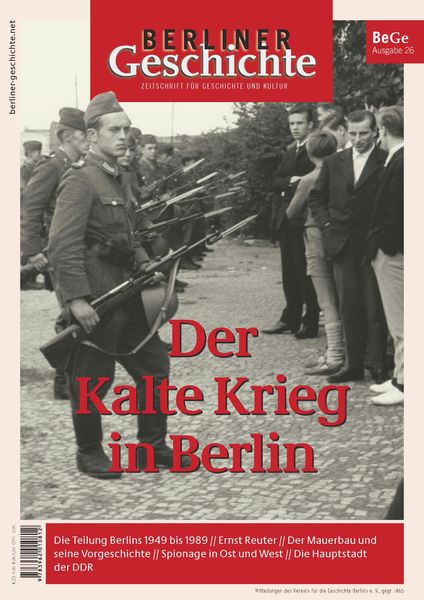 berliner-geschichte.net
BERLINER
Geschichte
ZEITSCHRIFT FÜR GESCHICHTE UND KULTUR
BeGe
Ausgabe 26
Der
Kalte Krieg
in Berlin
Die Teilung Berlins 1949 bis 1989 // Ernst Reuter // Der Mauerbau und
seine Vorgeschichte // Spionage in Ost und West // Die Hauptstadt
der DDR
Mitteilungen des Vereins für die Geschichte Berlins e. V., gegr. 1865